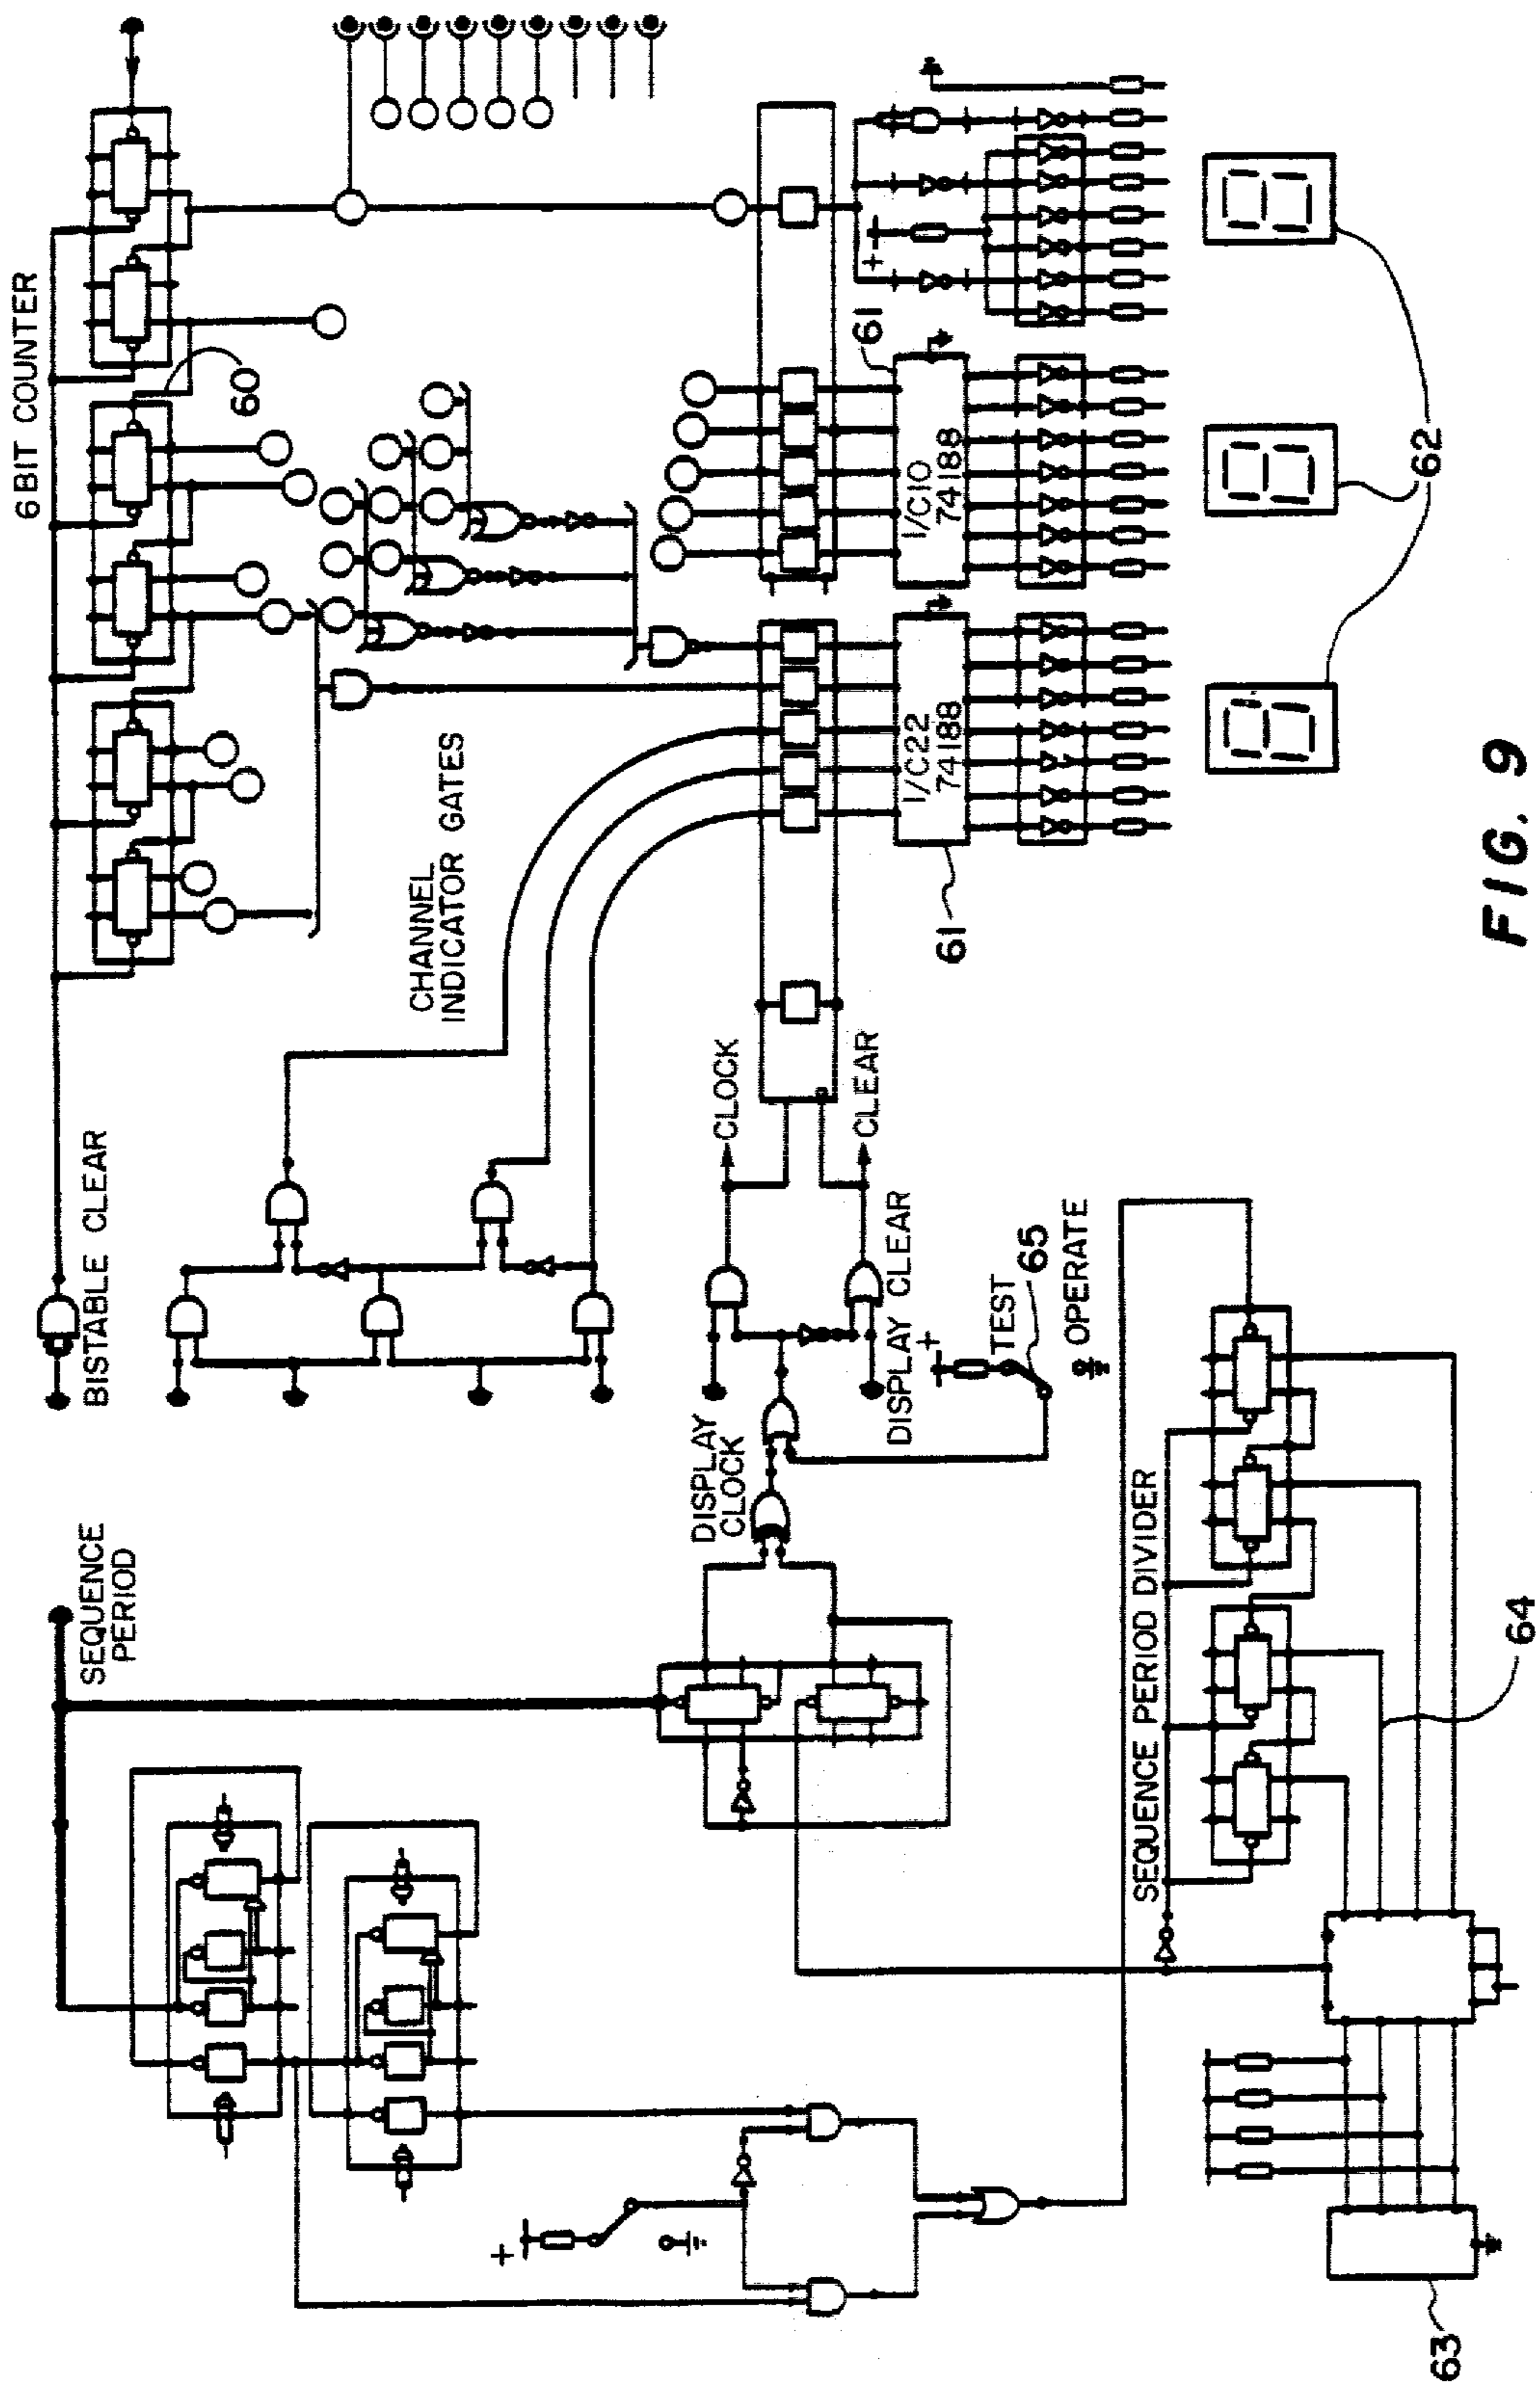 6 BIT COUNTER
60
BISTABLE CLEAR
CHANNEL
INDICATOR GATES
SEQUENCE
PERIOD
DISPLAY
CLOCK
CLOCK
CLEAR
DISPLAY CLEAR
+
TEST
65
OPERATE
I/C22
74188
61
I/C10
74188
61
+
62
+
SEQUENCE PERIOD DIVIDER
64
63
FIG. 9